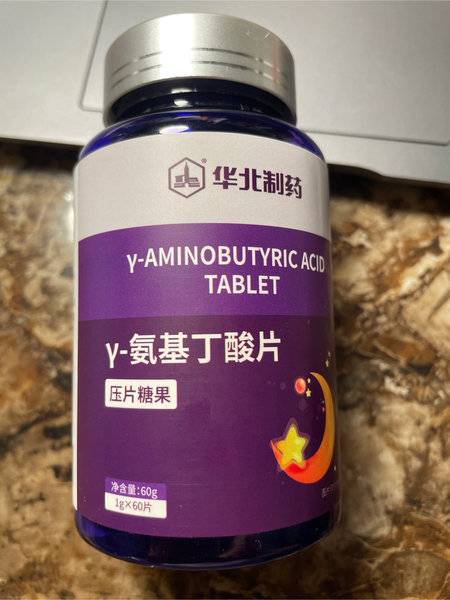 华北制药
γ-AMINOBUTYRIC ACID
TABLET
γ-氨基丁酸片
压片糖果
净含量:60g
1g×60片